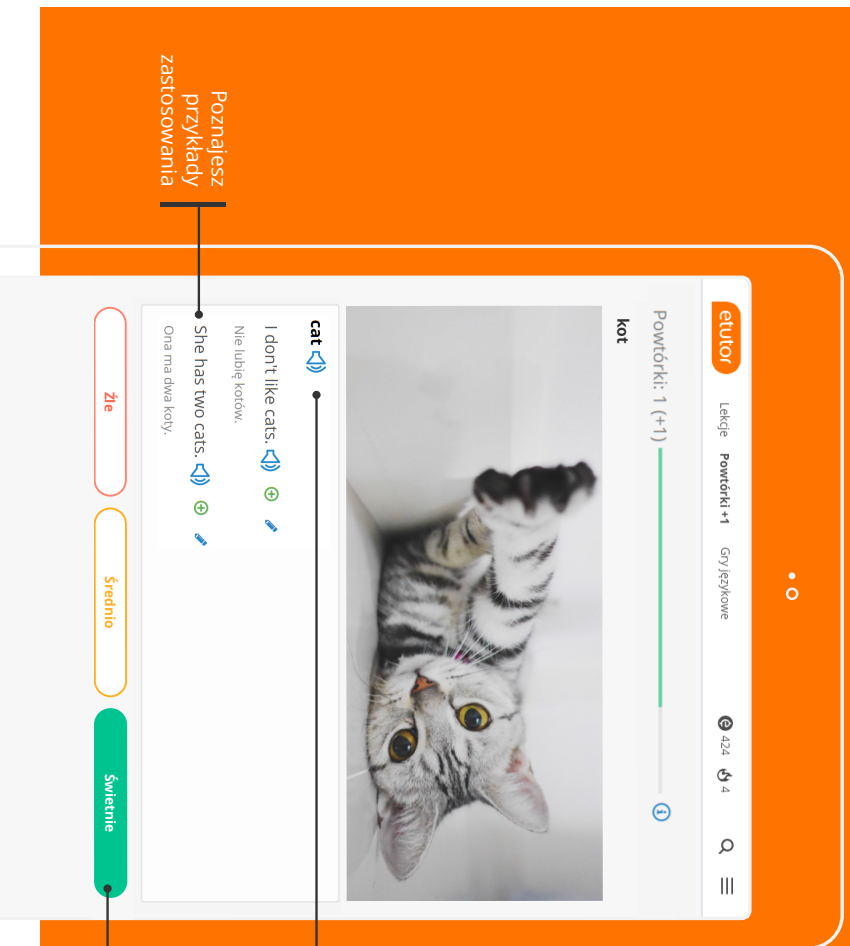 Poznajesz
przykłady
zastosowania
etutor
Lekcje
Powtórki +1
Gry językowe
424
4
Powtórki: 1 (+1)
kot
cat
I don't like cats.
Nie lubię kotów.
She has two cats.
Ona ma dwa koty.
Źle
Średnio
Świetnie